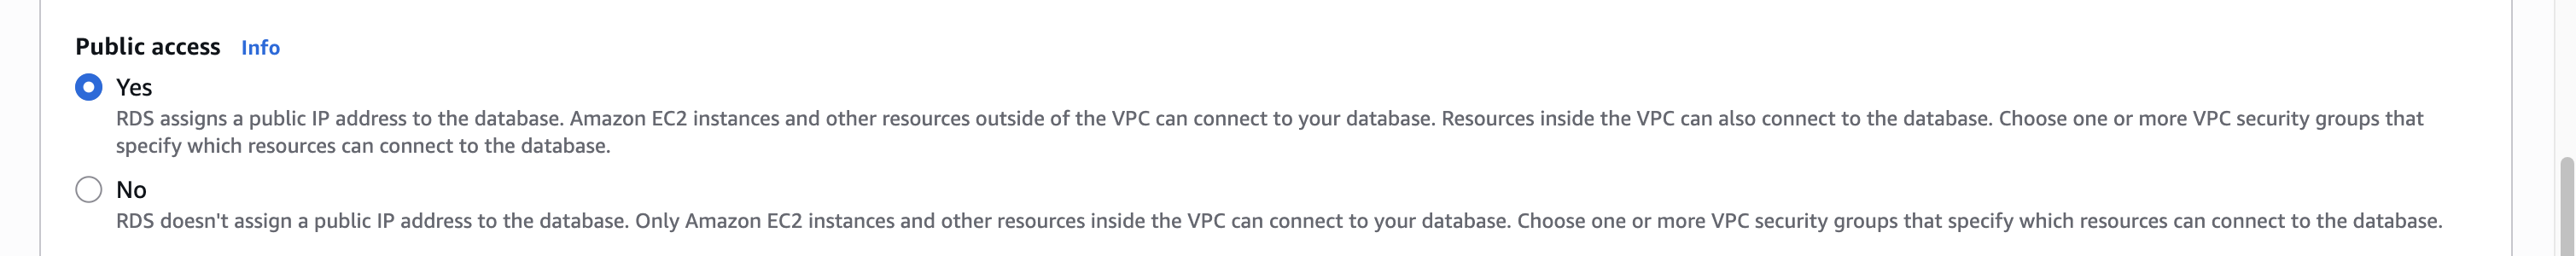 Public access Info
Yes
RDS assigns a public IP address to the database. Amazon EC2 instances and other resources outside of the VPC can connect to your database. Resources inside the VPC can also connect to the database. Choose one or more VPC security groups that
specify which resources can connect to the database.
No
RDS doesn't assign a public IP address to the database. Only Amazon EC2 instances and other resources inside the VPC can connect to your database. Choose one or more VPC security groups that specify which resources can connect to the database.